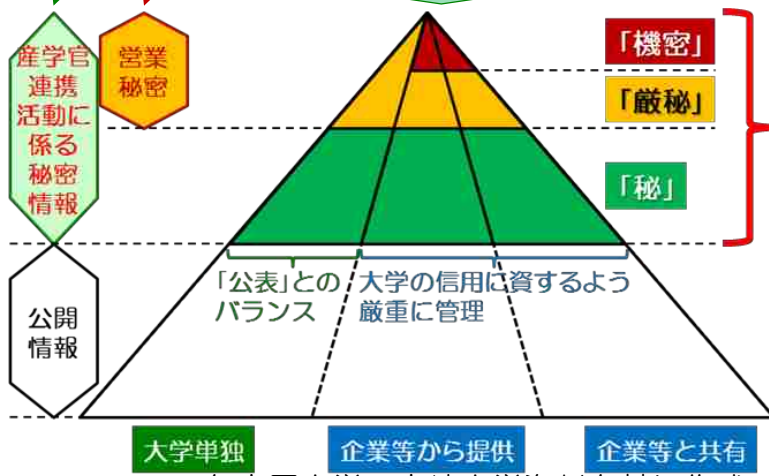 産学官
連携
活動に
係る
秘密
情報
営業
秘密
「機密」
「厳秘」
「秘」
「公表」との
バランス
大学の信用に資するよう
厳重に管理
公開
情報
大学単独
企業等から提供
企業等と共有